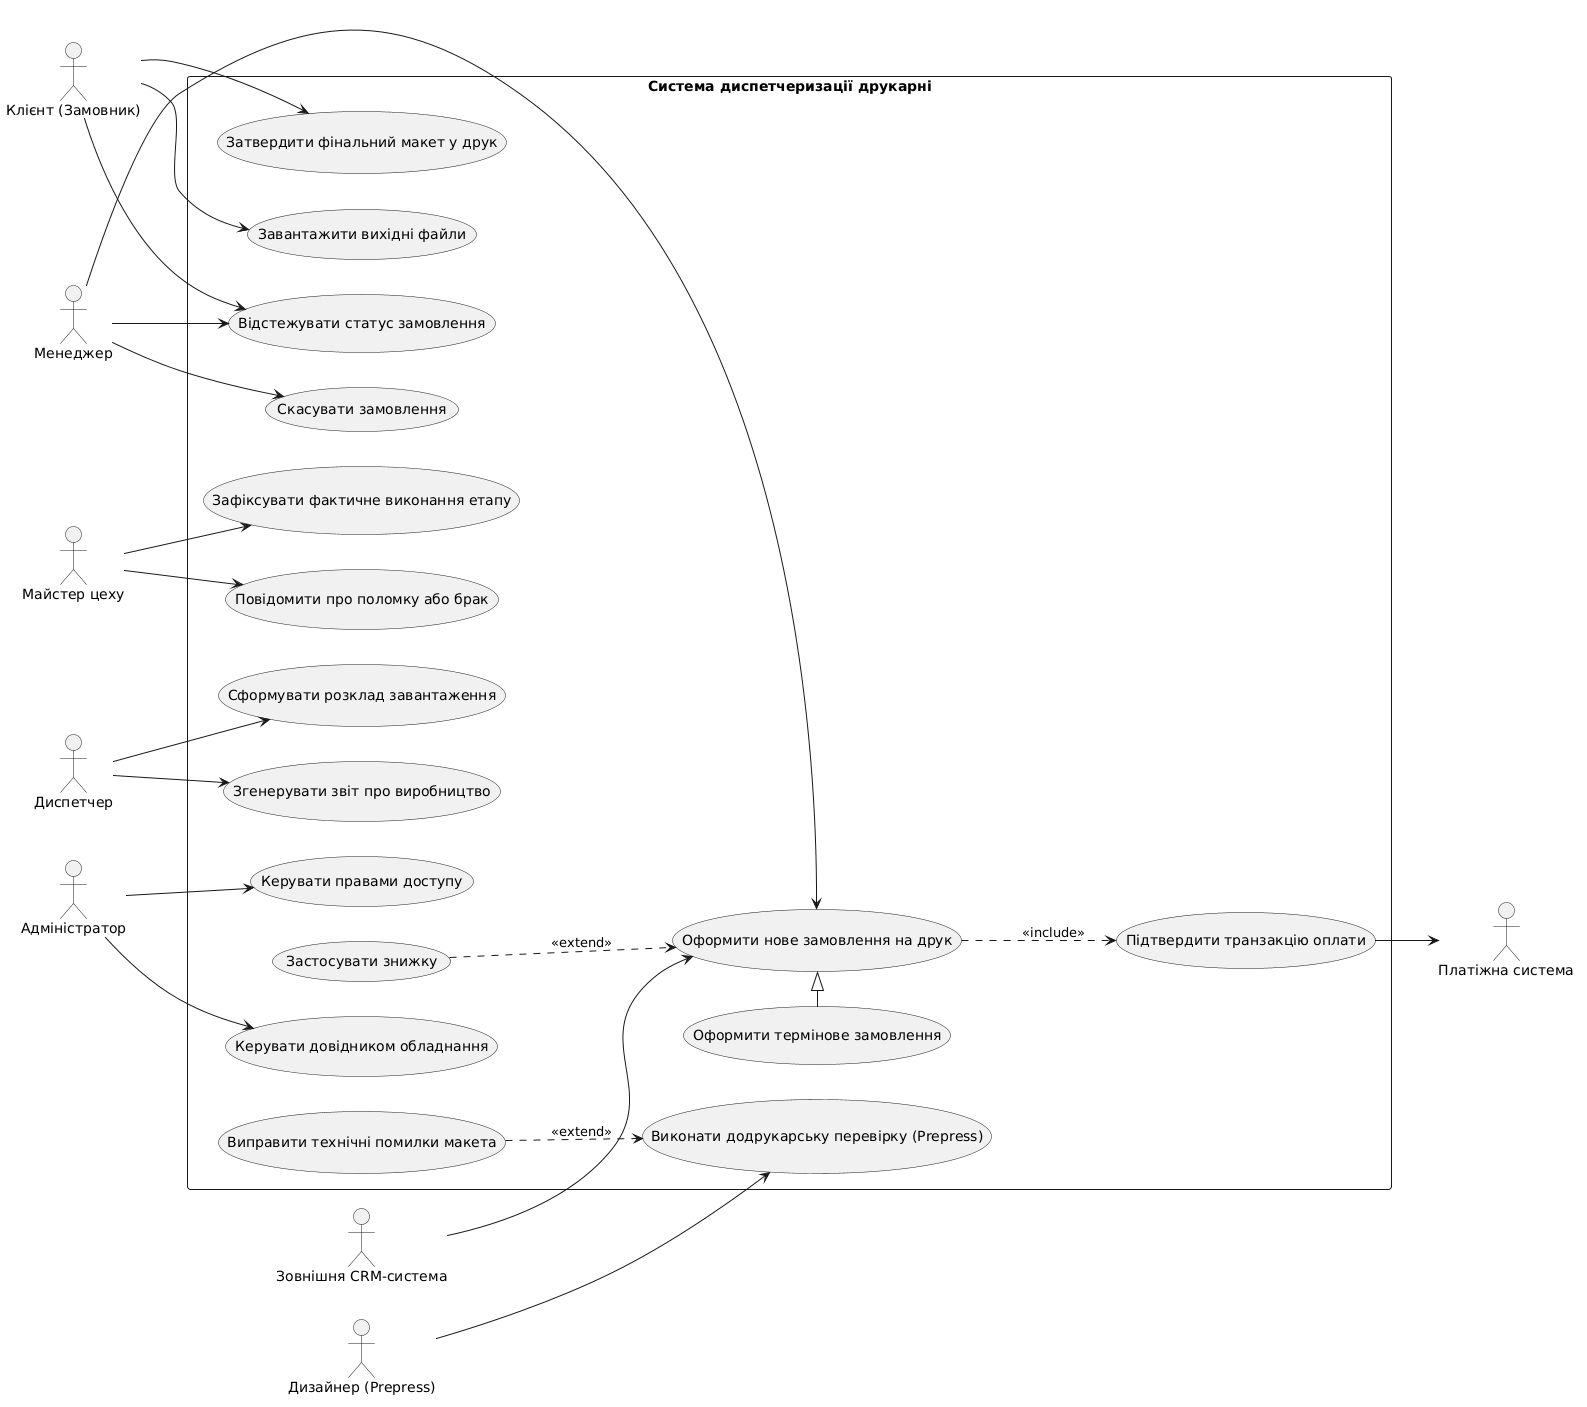 Система диспетчеризації друкарні
Клієнт (Замовник)
Затвердити фінальний макет у друк
Завантажити вихідні файли
Відстежувати статус замовлення
Менеджер
Скасувати замовлення
Зафіксувати фактичне виконання етапу
Майстер цеху
Повідомити про поломку або брак
Сформувати розклад завантаження
Диспетчер
Згенерувати звіт про виробництво
Керувати правами доступу
Адміністратор
Застосувати знижку
«extend»
Оформити нове замовлення на друк
«include»
Підтвердити транзакцію оплати
Платіжна система
Оформити термінове замовлення
Керувати довідником обладнання
Виправити технічні помилки макета
«extend»
Виконати додрукарську перевірку (Prepress)
Зовнішня CRM-система
Дизайнер (Prepress)